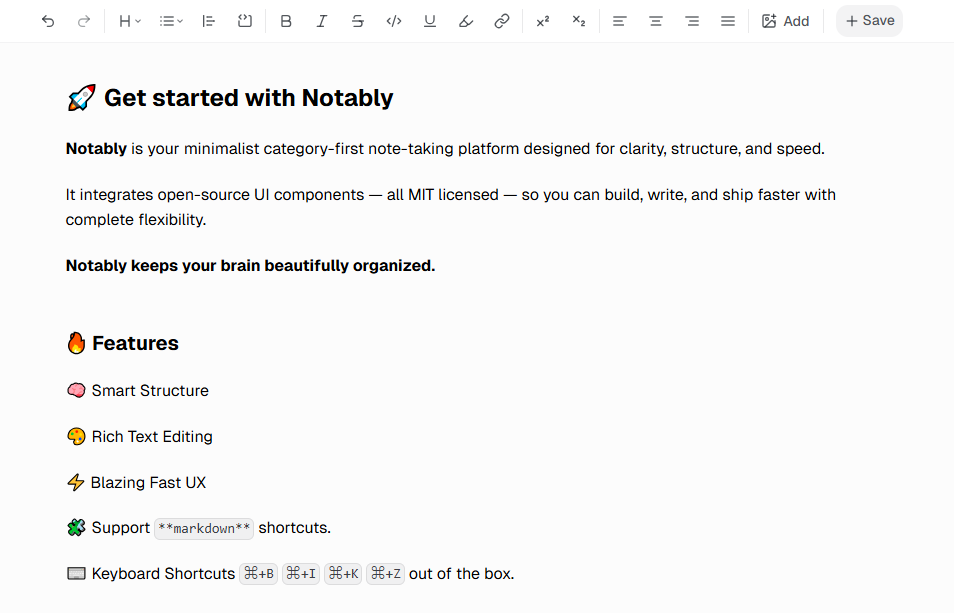 H B I S </> U x² x₂ Add + Save
🚀 Get started with Notably
Notably is your minimalist category-first note-taking platform designed for clarity, structure, and speed.
It integrates open-source UI components — all MIT licensed — so you can build, write, and ship faster with
complete flexibility.
Notably keeps your brain beautifully organized.
🔥 Features
🧠 Smart Structure
🎨 Rich Text Editing
⚡ Blazing Fast UX
🧩 Support **markdown** shortcuts.
⌨️ Keyboard Shortcuts ⌘+B ⌘+I ⌘+K ⌘+Z out of the box.